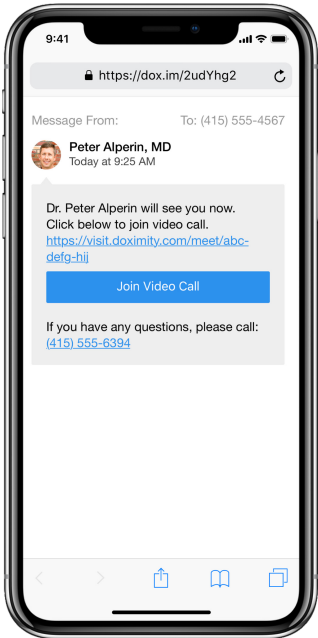 9:41
https://dox.im/2udYhg2
Message From: To: (415) 555-4567
Peter Alperin, MD
Today at 9:25 AM
Dr. Peter Alperin will see you now.
Click below to join video call.
https://visit.doximity.com/meet/abc-
defg-hij
Join Video Call
If you have any questions, please call:
(415) 555-6394